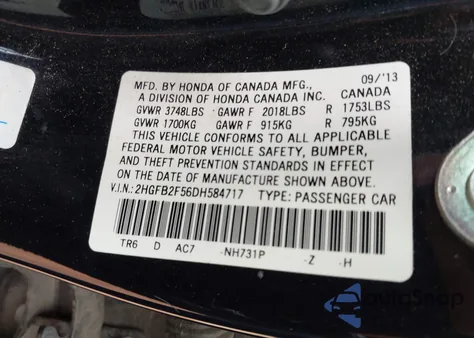 MFD. BY HONDA OF CANADA MFG., 09/'13
A DIVISION OF HONDA CANADA INC. CANADA
GVWR 3748LBS GAWR F 2018LBS R 1753LBS
GVWR 1700KG GAWR F 915KG R 795KG
THIS VEHICLE CONFORMS TO ALL APPLICABLE
FEDERAL MOTOR VEHICLE SAFETY, BUMPER,
AND THEFT PREVENTION STANDARDS IN EFFECT
ON THE DATE OF MANUFACTURE SHOWN ABOVE.
V.I.N.: 2HGFB2F56DH584717 TYPE: PASSENGER CAR
TR6 D AC7 -NH731P -Z -H
AutoSnap